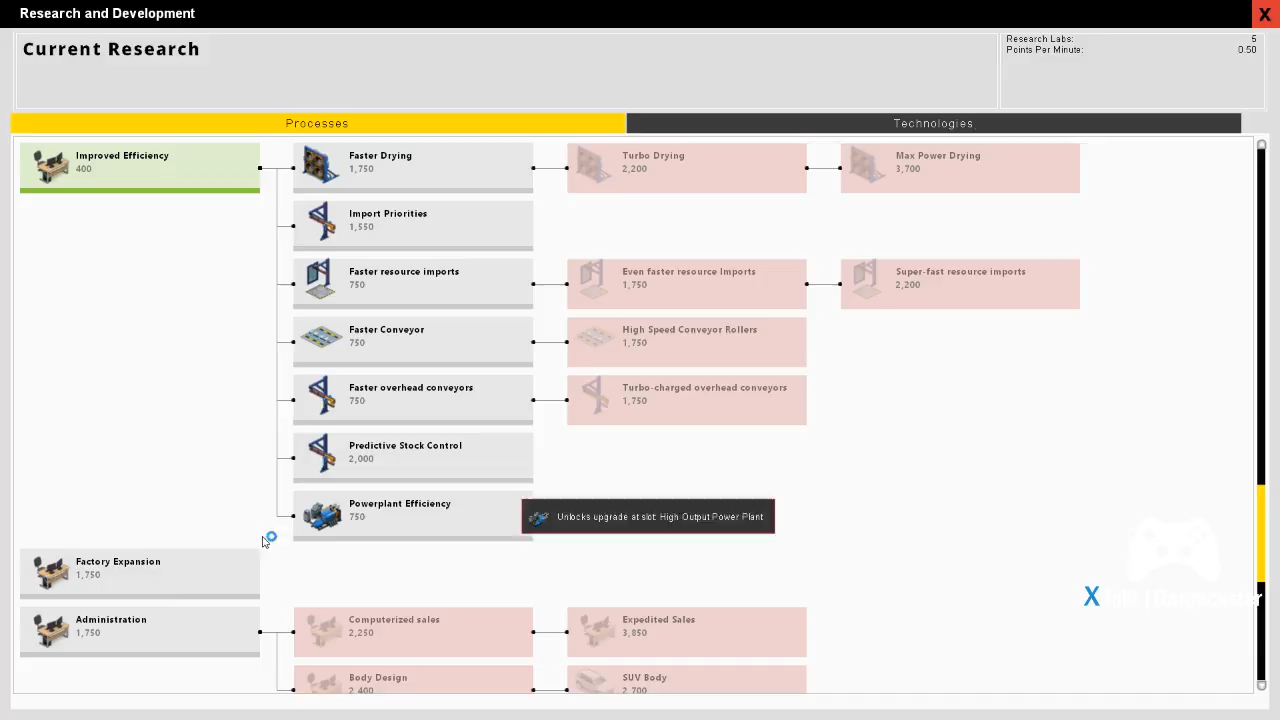 Research and Development
X
Current Research
Research Labs: 5
Points Per Minute: 0.50
Processes
Technologies
Improved Efficiency
400
Faster Drying
1,750
Turbo Drying
2,200
Max Power Drying
3,700
Import Priorities
1,550
Faster resource imports
750
Even faster resource Imports
1,750
Super-fast resource imports
2,200
Faster Conveyor
750
High Speed Conveyor Rollers
1,750
Faster overhead conveyors
750
Turbo-charged overhead conveyors
1,750
Predictive Stock Control
2,000
Powerplant Efficiency
750
Unlocks upgrade at slot: High Output Power Plant
Factory Expansion
1,750
Administration
1,750
Computerized sales
2,250
Expedited Sales
3,850
Body Design
2,400
SUV Body
2,700